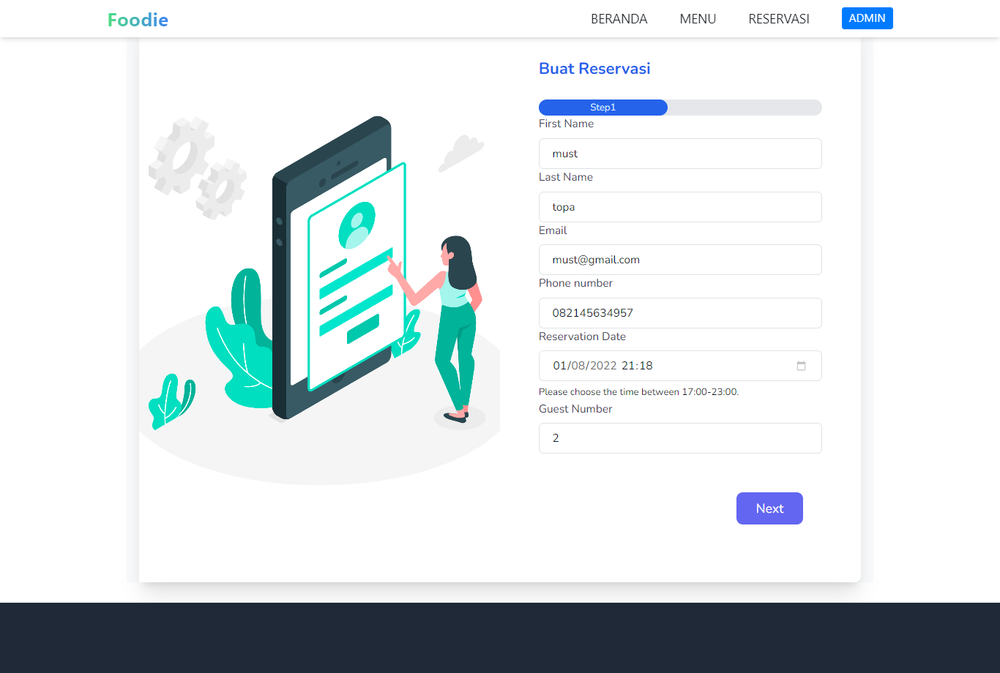 Foodie
BERANDA
MENU
RESERVASI
ADMIN
Buat Reservasi
Step1
First Name
must
Last Name
topa
Email
must@gmail.com
Phone number
082145634957
Reservation Date
01/08/2022 21:18
Please choose the time between 17:00-23:00.
Guest Number
2
Next